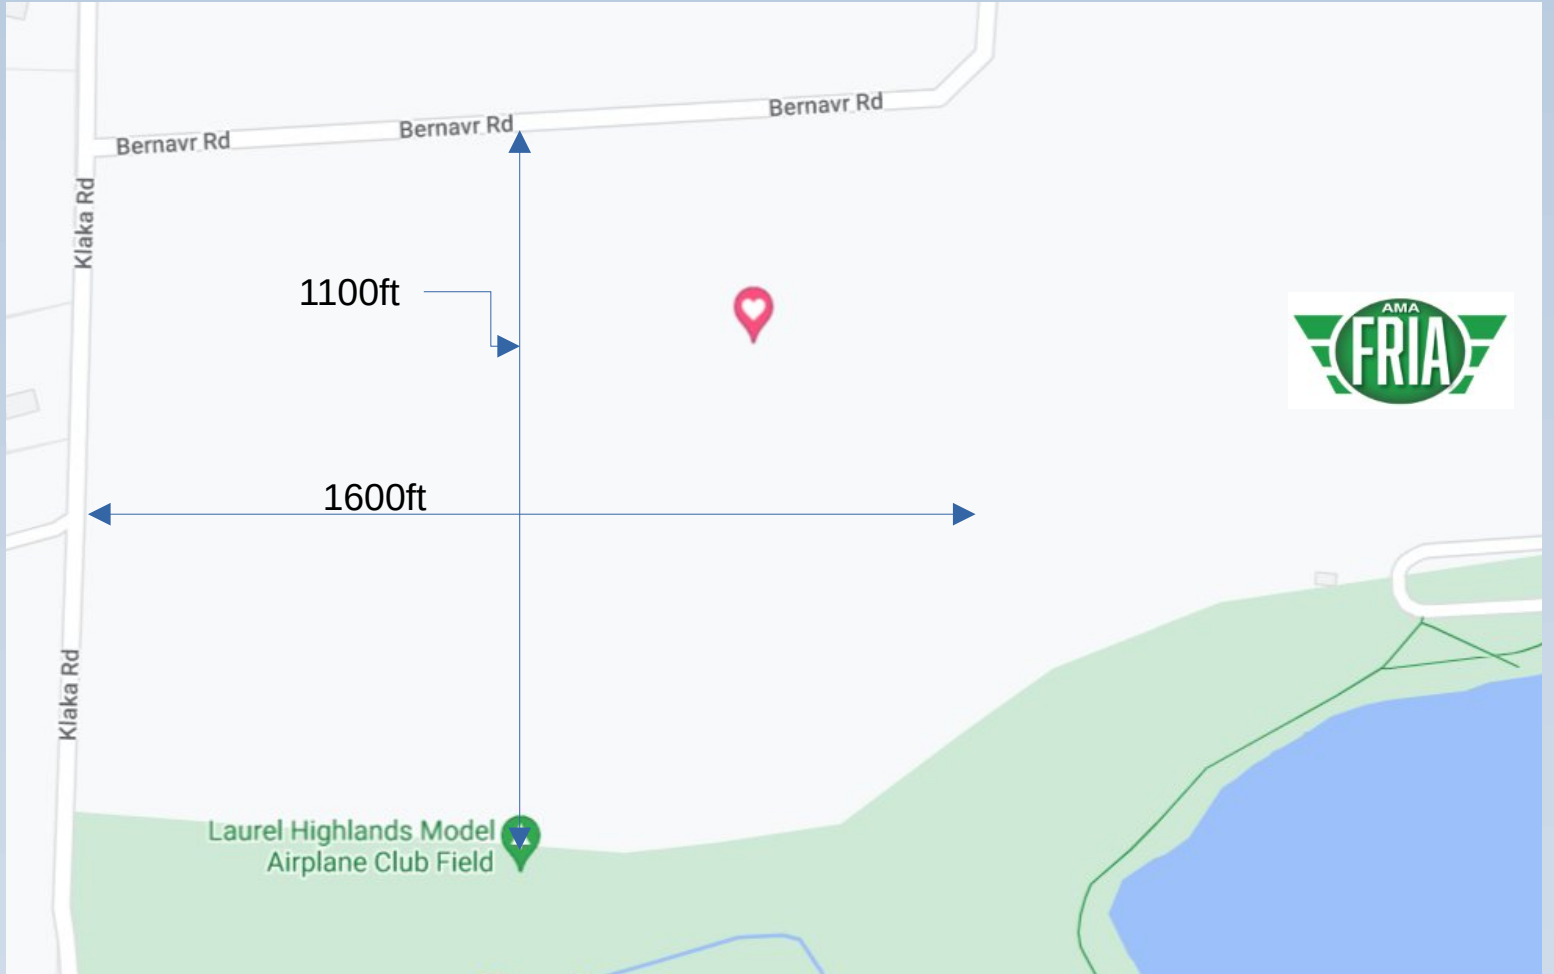 Bernavr Rd
Bernavr Rd
Bernavr Rd
Klaka Rd
1100ft
AMA
FRIA
1600ft
Klaka Rd
Laurel Highlands Model
Airplane Club Field